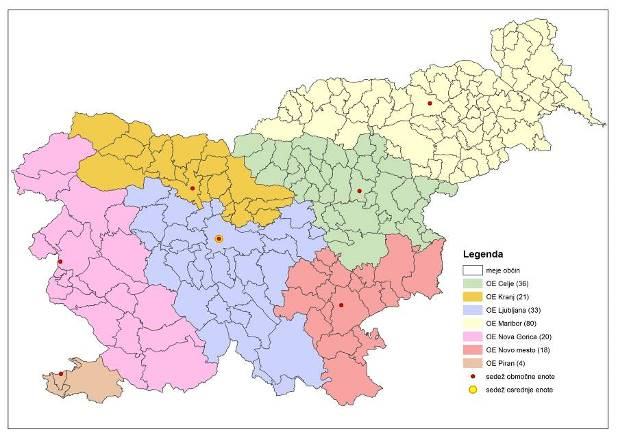 Legenda
meje občin
OE Celje (36)
OE Kranj (21)
OE Ljubljana (33)
OE Maribor (80)
OE Nova Gorica (20)
OE Novo mesto (18)
OE Piran (4)
sedež območne enote
sedež osrednje enote